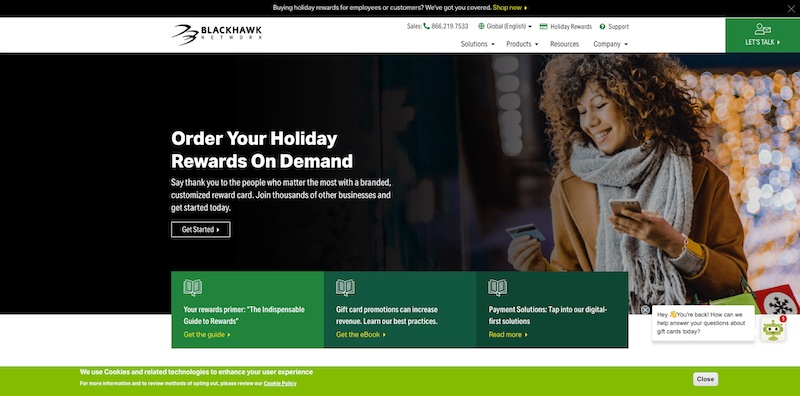 Buying holiday rewards for employees or customers? We've got you covered. Shop now
BLACKHAWK
NETWORK
Sales: 866.219.7533 Global (English) Holiday Rewards Support
Solutions Products Resources Company
LET'S TALK
Order Your Holiday
Rewards On Demand
Say thank you to the people who matter the most with a branded,
customized reward card. Join thousands of other businesses and
get started today.
Get Started
Your rewards primer: "The Indispensable
Guide to Rewards"
Get the guide
Gift card promotions can increase
revenue. Learn our best practices.
Get the eBook
Payment Solutions: Tap into our digital-
first solutions
Read more
Hey 👋You're back! How can we
help answer your questions about
gift cards today?
1
We use Cookies and related technologies to enhance your user experience
For more information and to review methods of opting out, please review our Cookie Policy
Close